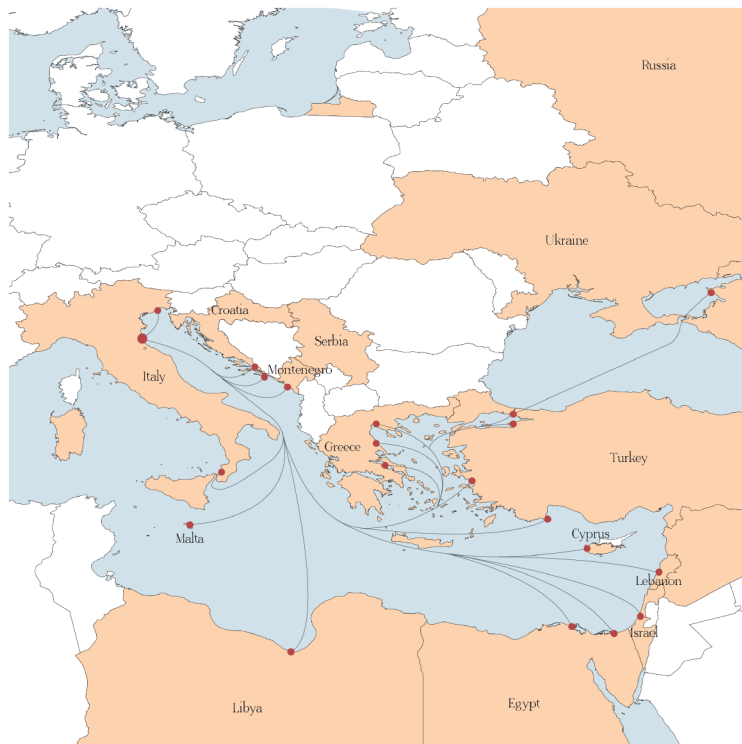 Russia
Ukraine
Croatia
Serbia
Montenegro
Italy
Greece
Turkey
Malta
Cyprus
Lebanon
Israel
Egypt
Libya